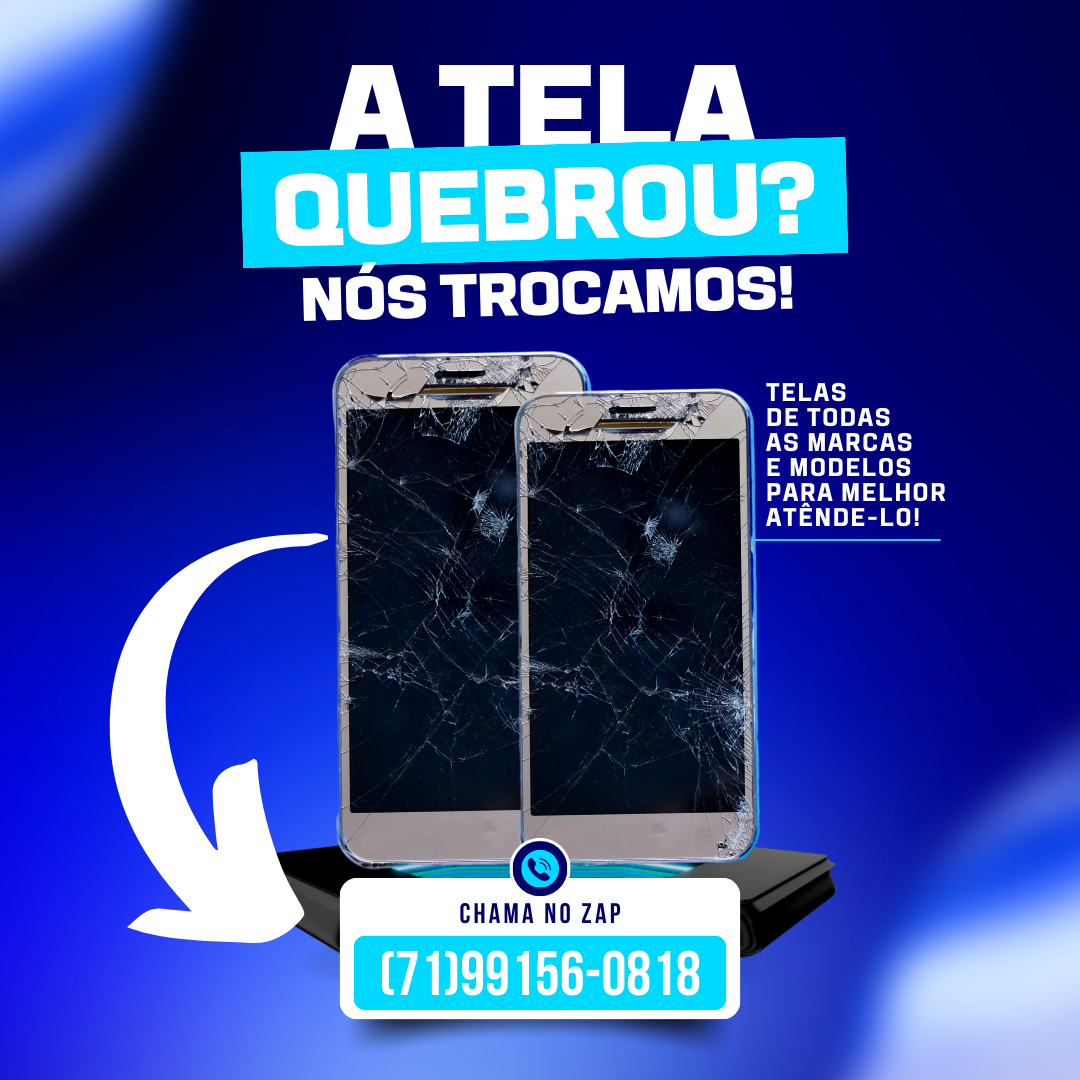 A TELA
QUEBROU?
NÓS TROCAMOS!
TELAS
DE TODAS
AS MARCAS
E MODELOS
PARA MELHOR
ATÊNDE-LO!
CHAMA NO ZAP
(71)99156-0818